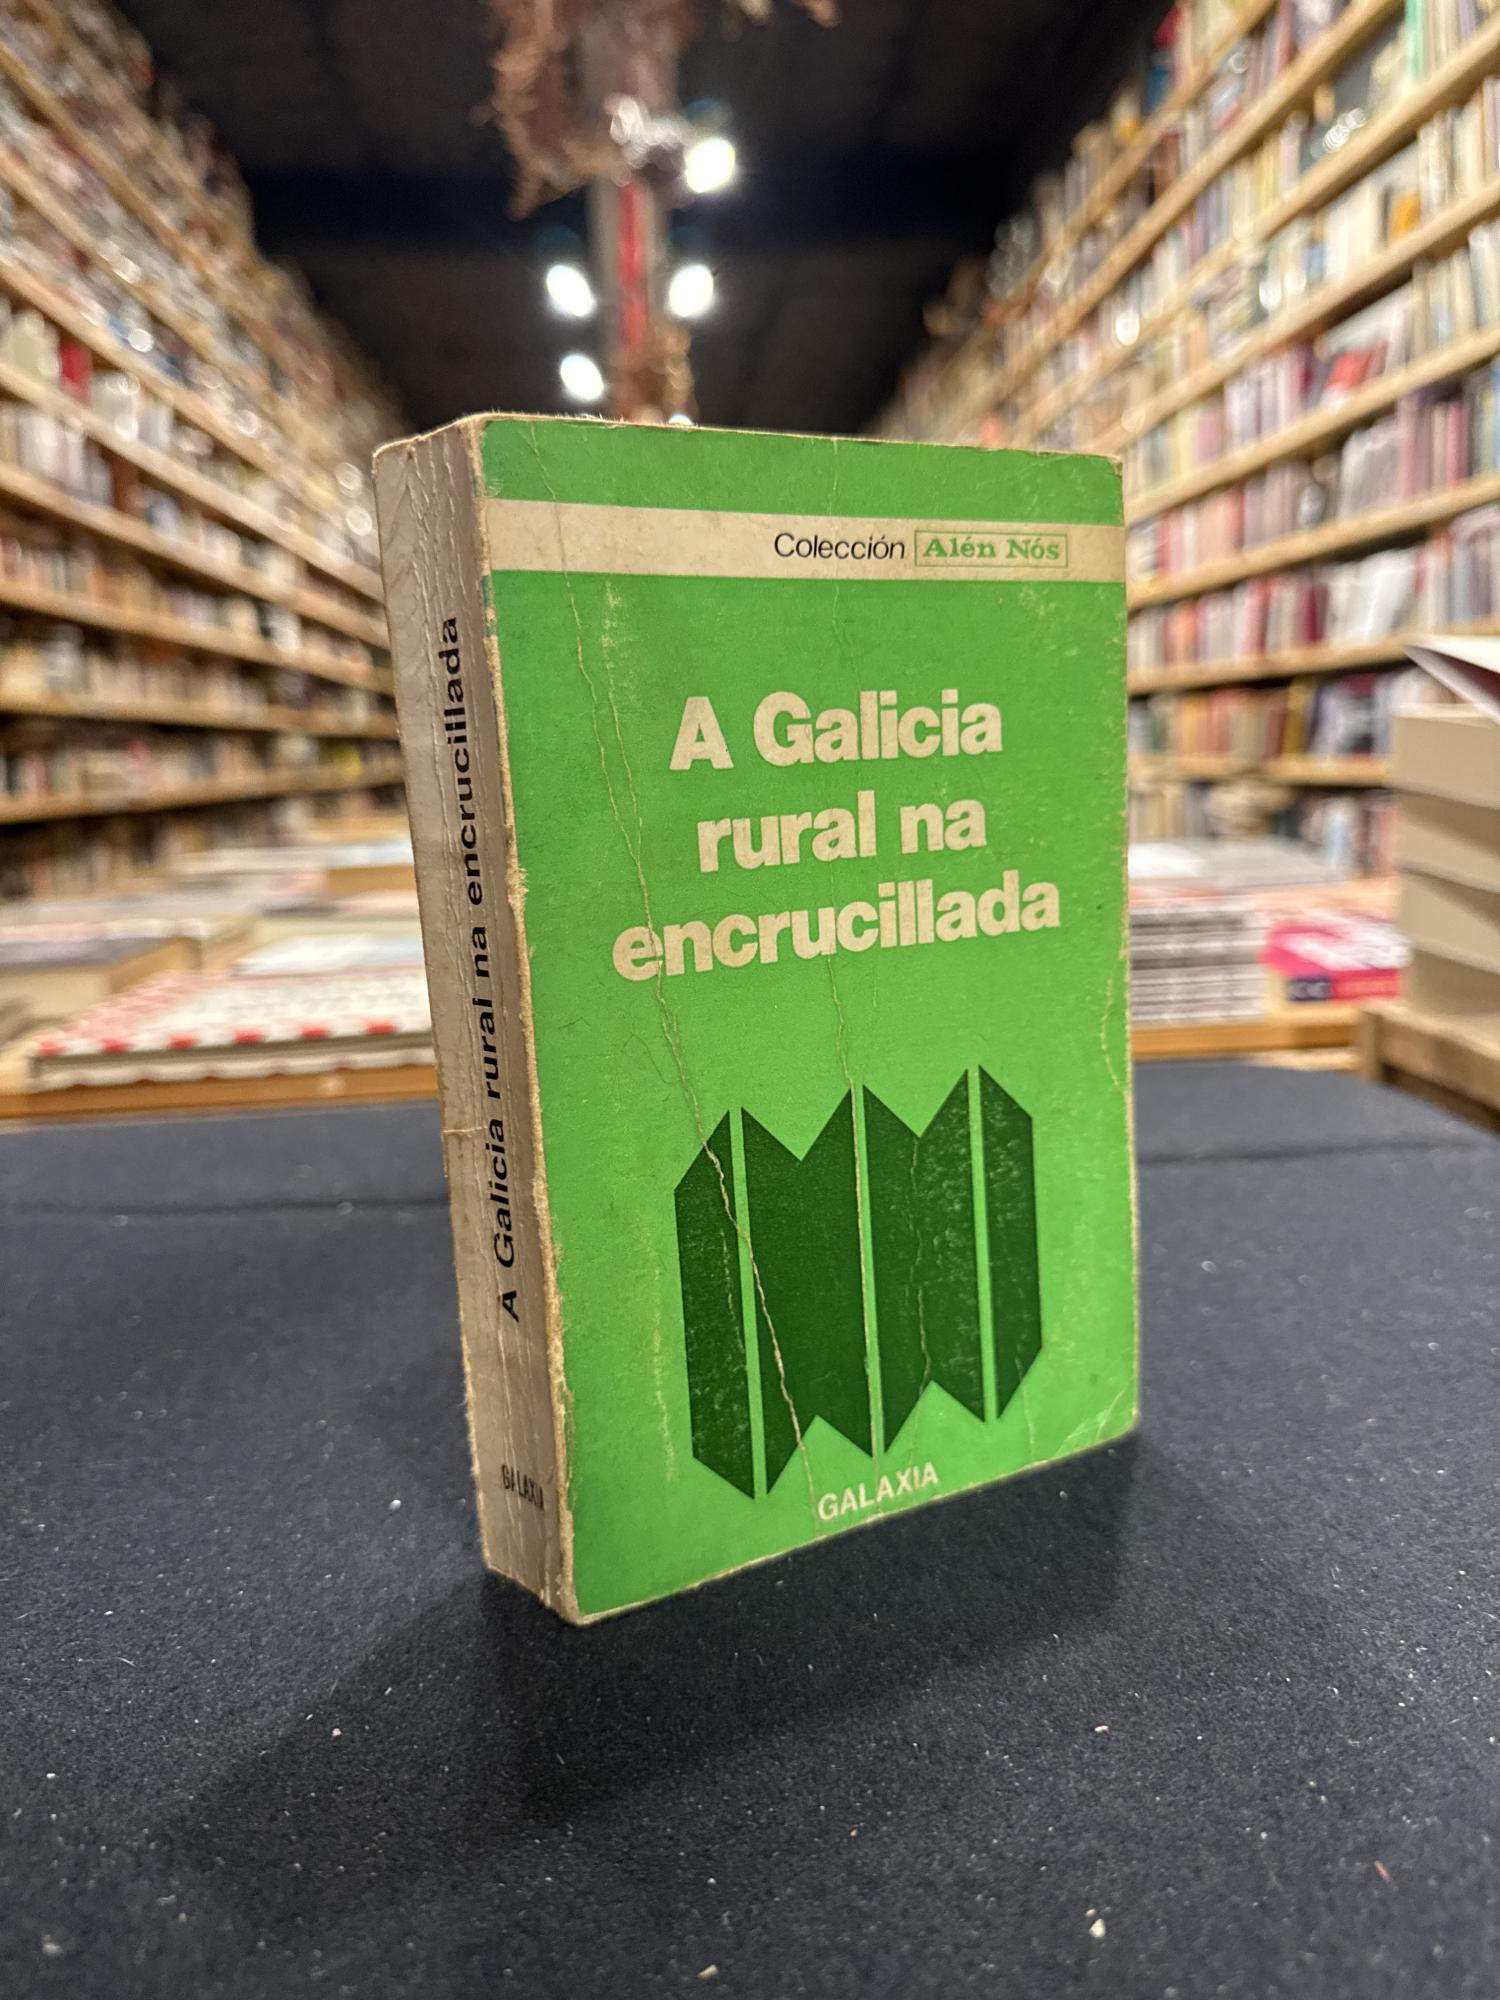 Colección Alén Nós
A Galicia
rural na
encrucillada
GALAXIA
A Galicia rural na encrucillada
GALAXIA